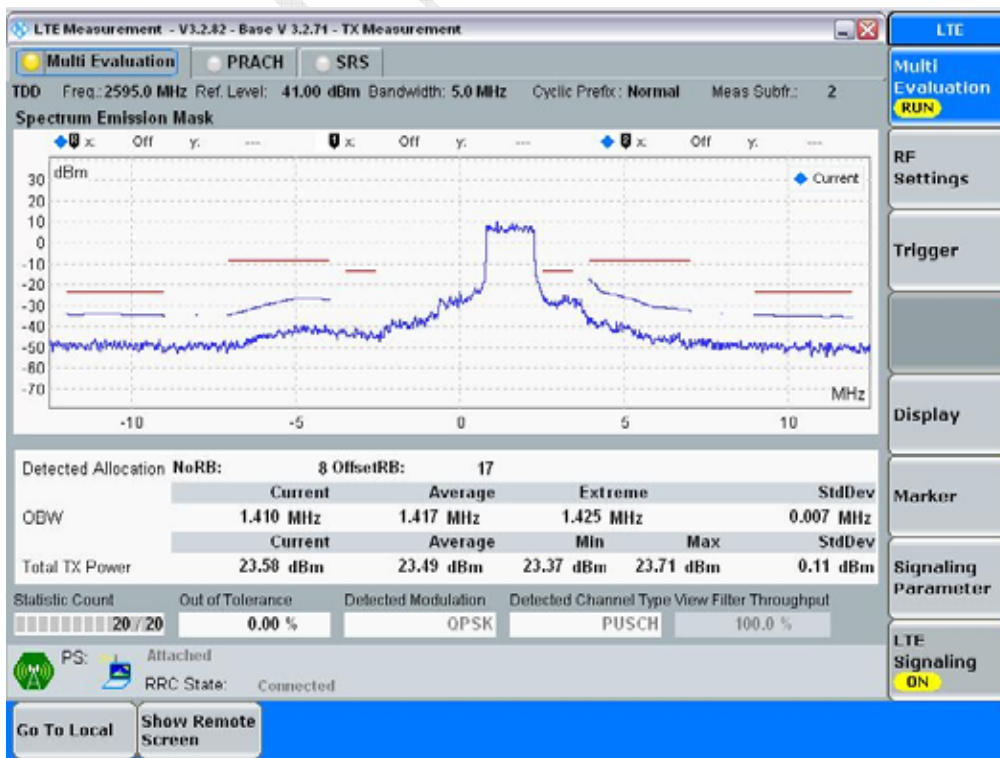 LTE Measurement - V3.2.82 - Base V 3.2.71 - TX Measurement
LTE
Multi Evaluation PRACH SRS
Multi Evaluation RUN
TDD Freq.: 2595.0 MHz Ref. Level: 41.00 dBm Bandwidth: 5.0 MHz Cyclic Prefix: Normal Meas Subfr.: 2
Spectrum Emission Mask
x: Off y: --- 1 x: Off y: --- 2 x: Off y: ---
dBm
Current
30
20
10
0
-10
-20
-30
-40
-50
-60
-70
MHz
-10 -5 0 5 10
RF Settings
Trigger
Display
Detected Allocation NoRB: 8 OffsetRB: 17
Current Average Extreme StdDev
OBW 1.410 MHz 1.417 MHz 1.425 MHz 0.007 MHz
Current Average Min Max StdDev
Total TX Power 23.58 dBm 23.49 dBm 23.37 dBm 23.71 dBm 0.11 dBm
Marker
Signaling Parameter
Statistic Count Out of Tolerance Detected Modulation Detected Channel Type View Filter Throughput
20 / 20 0.00 % QPSK PUSCH 100.0 %
PS: Attached
RRC State: Connected
LTE Signaling ON
Go To Local
Show Remote Screen